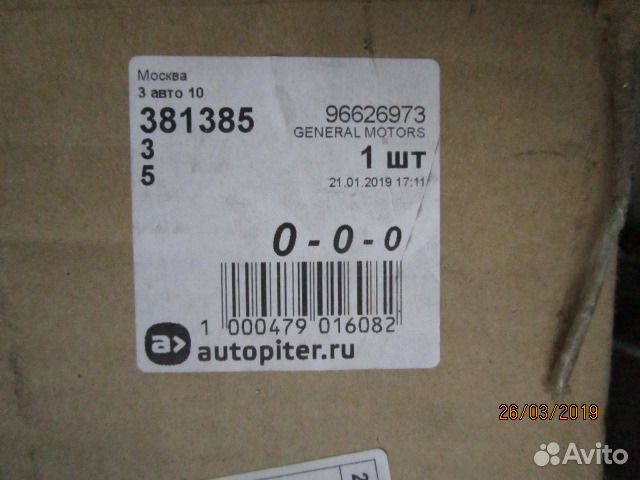 Москва
3 авто 10
381385
3
5
96626973
GENERAL MOTORS
1 шт
21.01.2019 17:11
0 - 0 - 0
1 000479 016082
a> autopiter.ru
26/03/2019
Avito